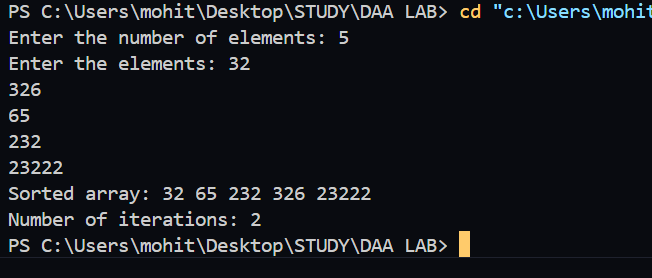 PS C:\Users\mohit\Desktop\STUDY\DAA LAB> cd "c:\Users\mohit
Enter the number of elements: 5
Enter the elements: 32
326
65
232
23222
Sorted array: 32 65 232 326 23222
Number of iterations: 2
PS C:\Users\mohit\Desktop\STUDY\DAA LAB>